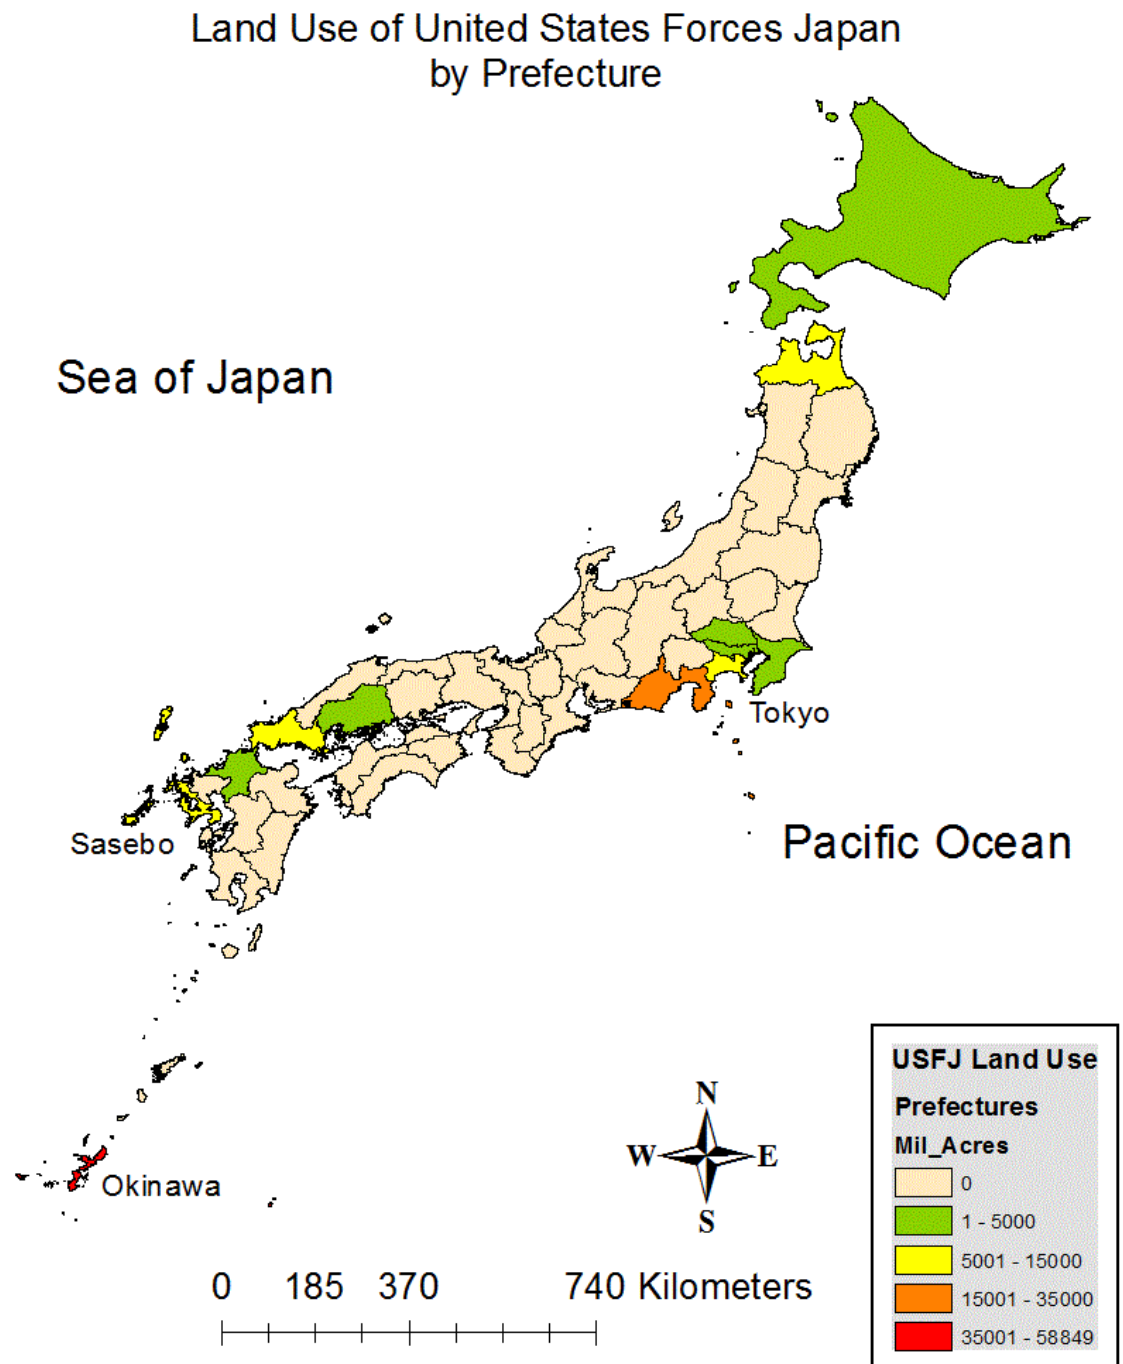 Land Use of United States Forces Japan
by Prefecture
Sea of Japan
Tokyo
Sasebo
Pacific Ocean
Okinawa
N
W
E
S
0 185 370 740 Kilometers
USFJ Land Use
Prefectures
Mil_Acres
0
1 - 5000
5001 - 15000
15001 - 35000
35001 - 58849